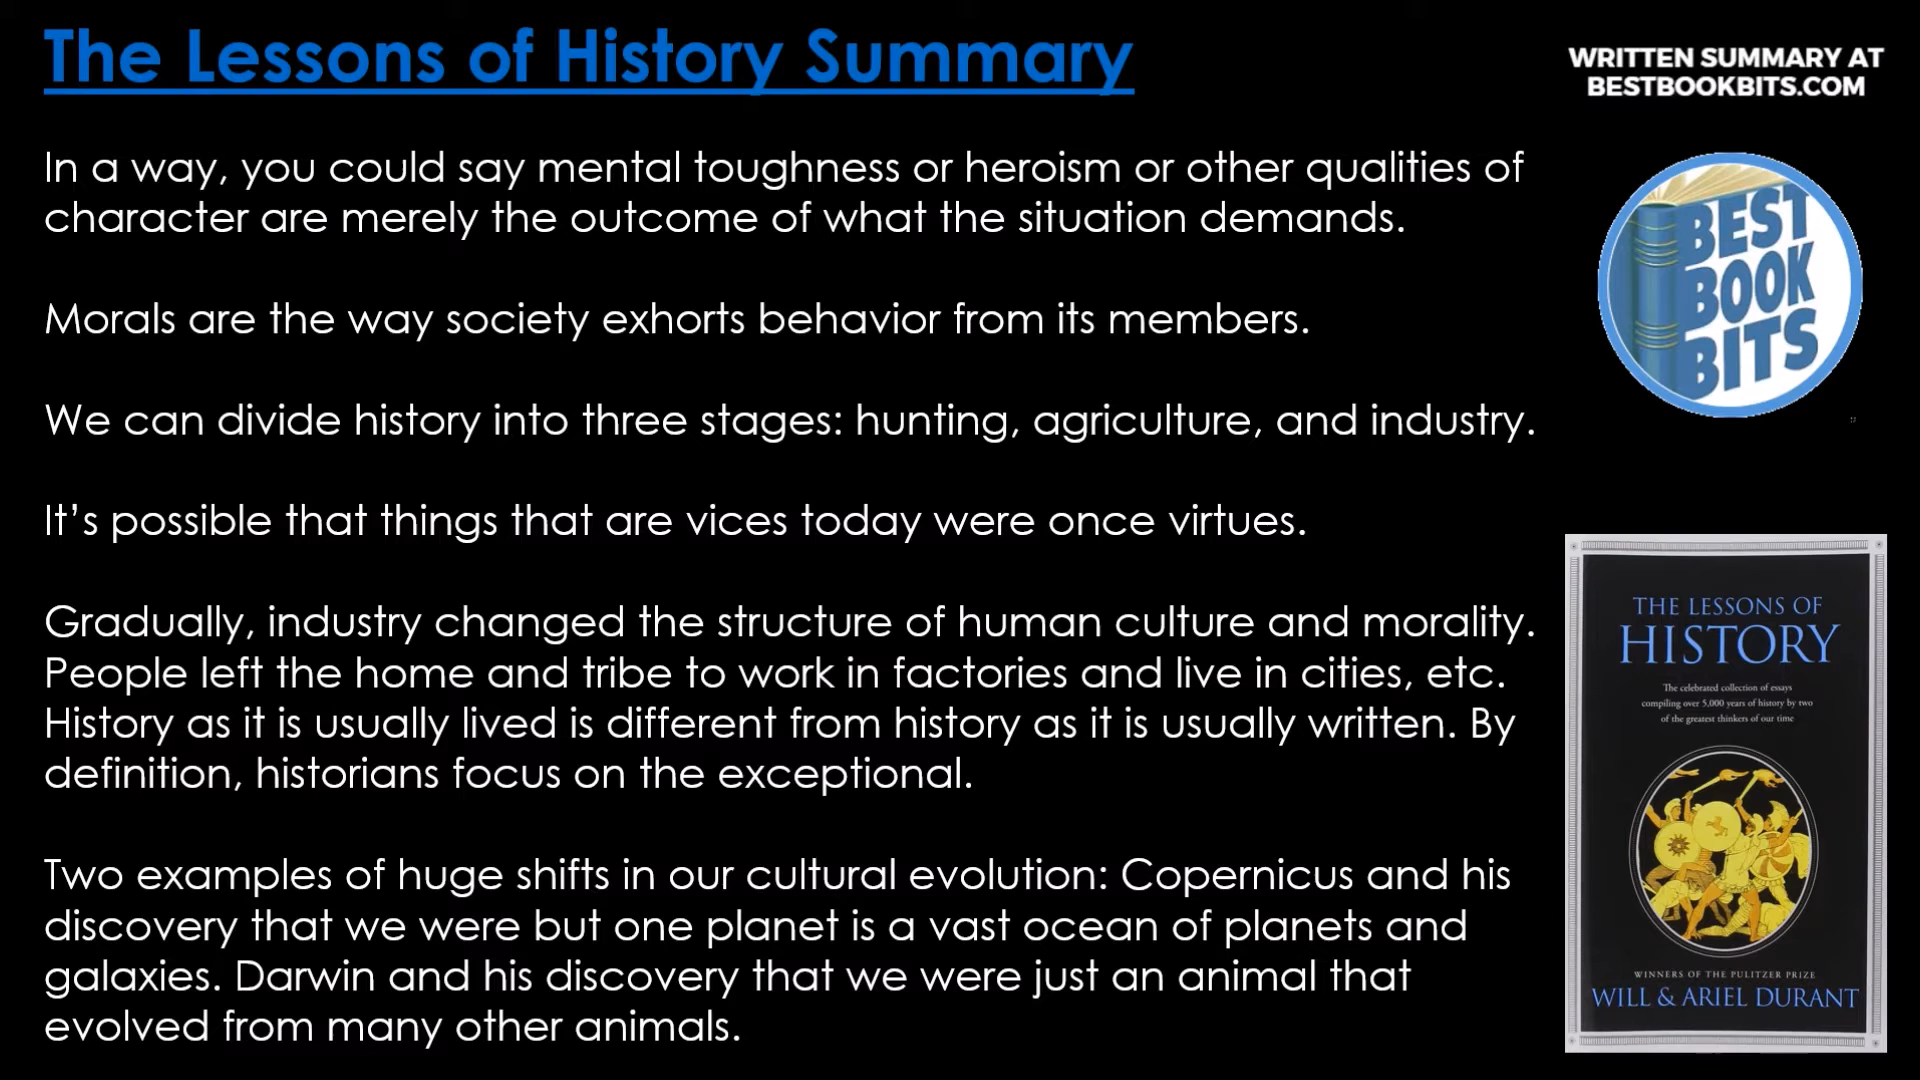 The Lessons of History Summary
WRITTEN SUMMARY AT
BESTBOOKBITS.COM
In a way, you could say mental toughness or heroism or other qualities of
character are merely the outcome of what the situation demands.
Morals are the way society exhorts behavior from its members.
We can divide history into three stages: hunting, agriculture, and industry.
It’s possible that things that are vices today were once virtues.
Gradually, industry changed the structure of human culture and morality.
People left the home and tribe to work in factories and live in cities, etc.
History as it is usually lived is different from history as it is usually written. By
definition, historians focus on the exceptional.
Two examples of huge shifts in our cultural evolution: Copernicus and his
discovery that we were but one planet is a vast ocean of planets and
galaxies. Darwin and his discovery that we were just an animal that
evolved from many other animals.
BEST
BOOK
BITS
THE LESSONS OF
HISTORY
The celebrated collection of essays
compiling over 5,000 years of history by two
of the greatest thinkers of our time
WINNERS OF THE PULITZER PRIZE
WILL & ARIEL DURANT